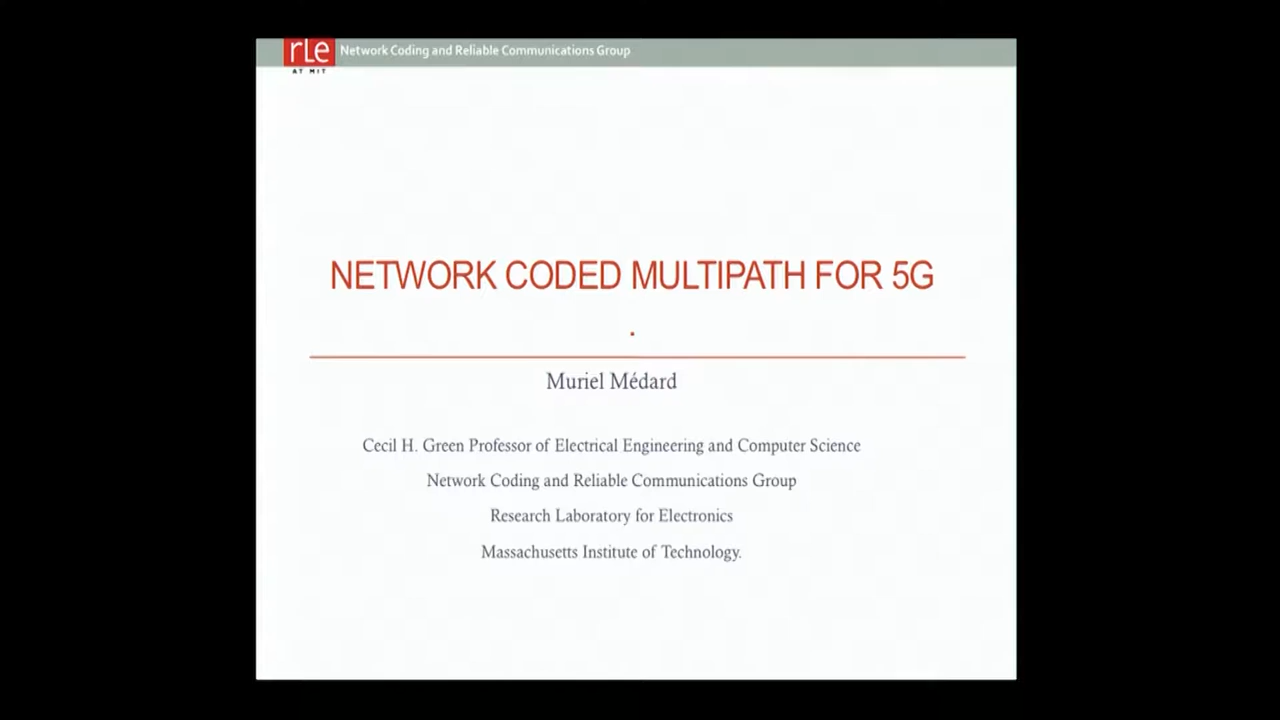 rLe
AT MIT
Network Coding and Reliable Communications Group
NETWORK CODED MULTIPATH FOR 5G
.
Muriel Médard
Cecil H. Green Professor of Electrical Engineering and Computer Science
Network Coding and Reliable Communications Group
Research Laboratory for Electronics
Massachusetts Institute of Technology.